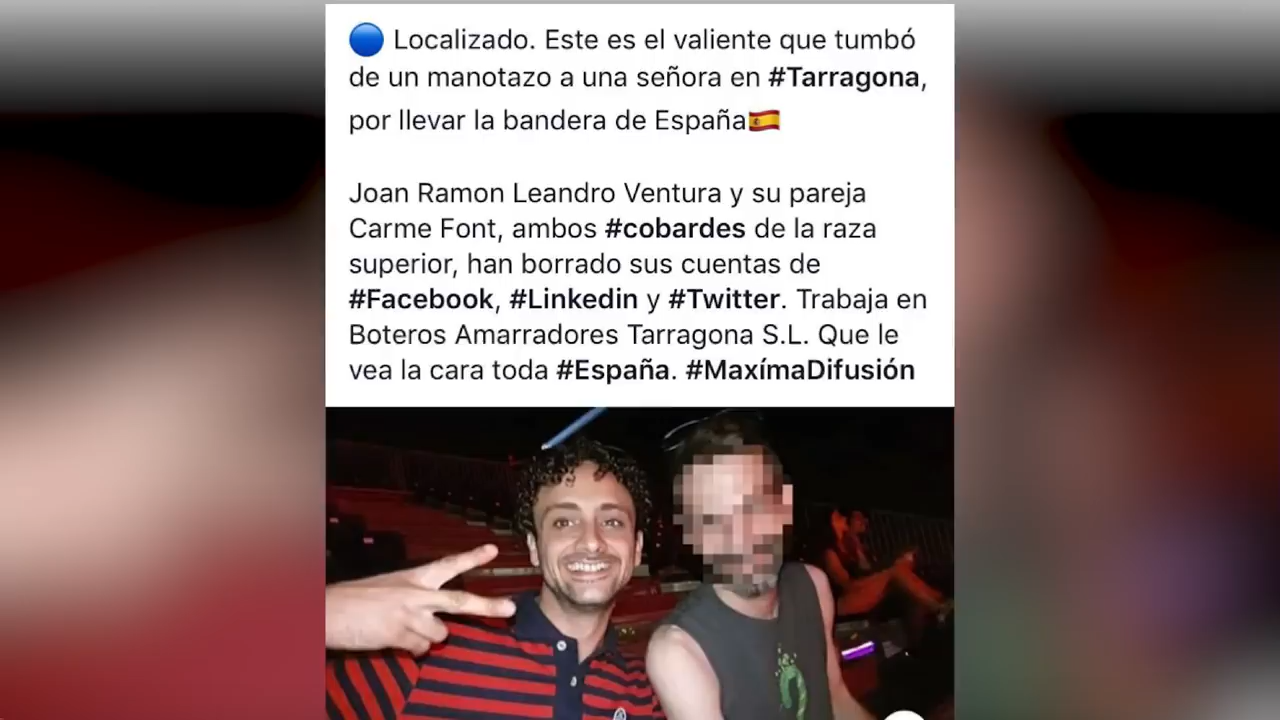 🔵 Localizado. Este es el valiente que tumbó
de un manotazo a una señora en #Tarragona,
por llevar la bandera de España🇪🇸
Joan Ramon Leandro Ventura y su pareja
Carme Font, ambos #cobardes de la raza
superior, han borrado sus cuentas de
#Facebook, #Linkedin y #Twitter. Trabaja en
Boteros Amarradores Tarragona S.L. Que le
vea la cara toda #España. #MaxímaDifusión